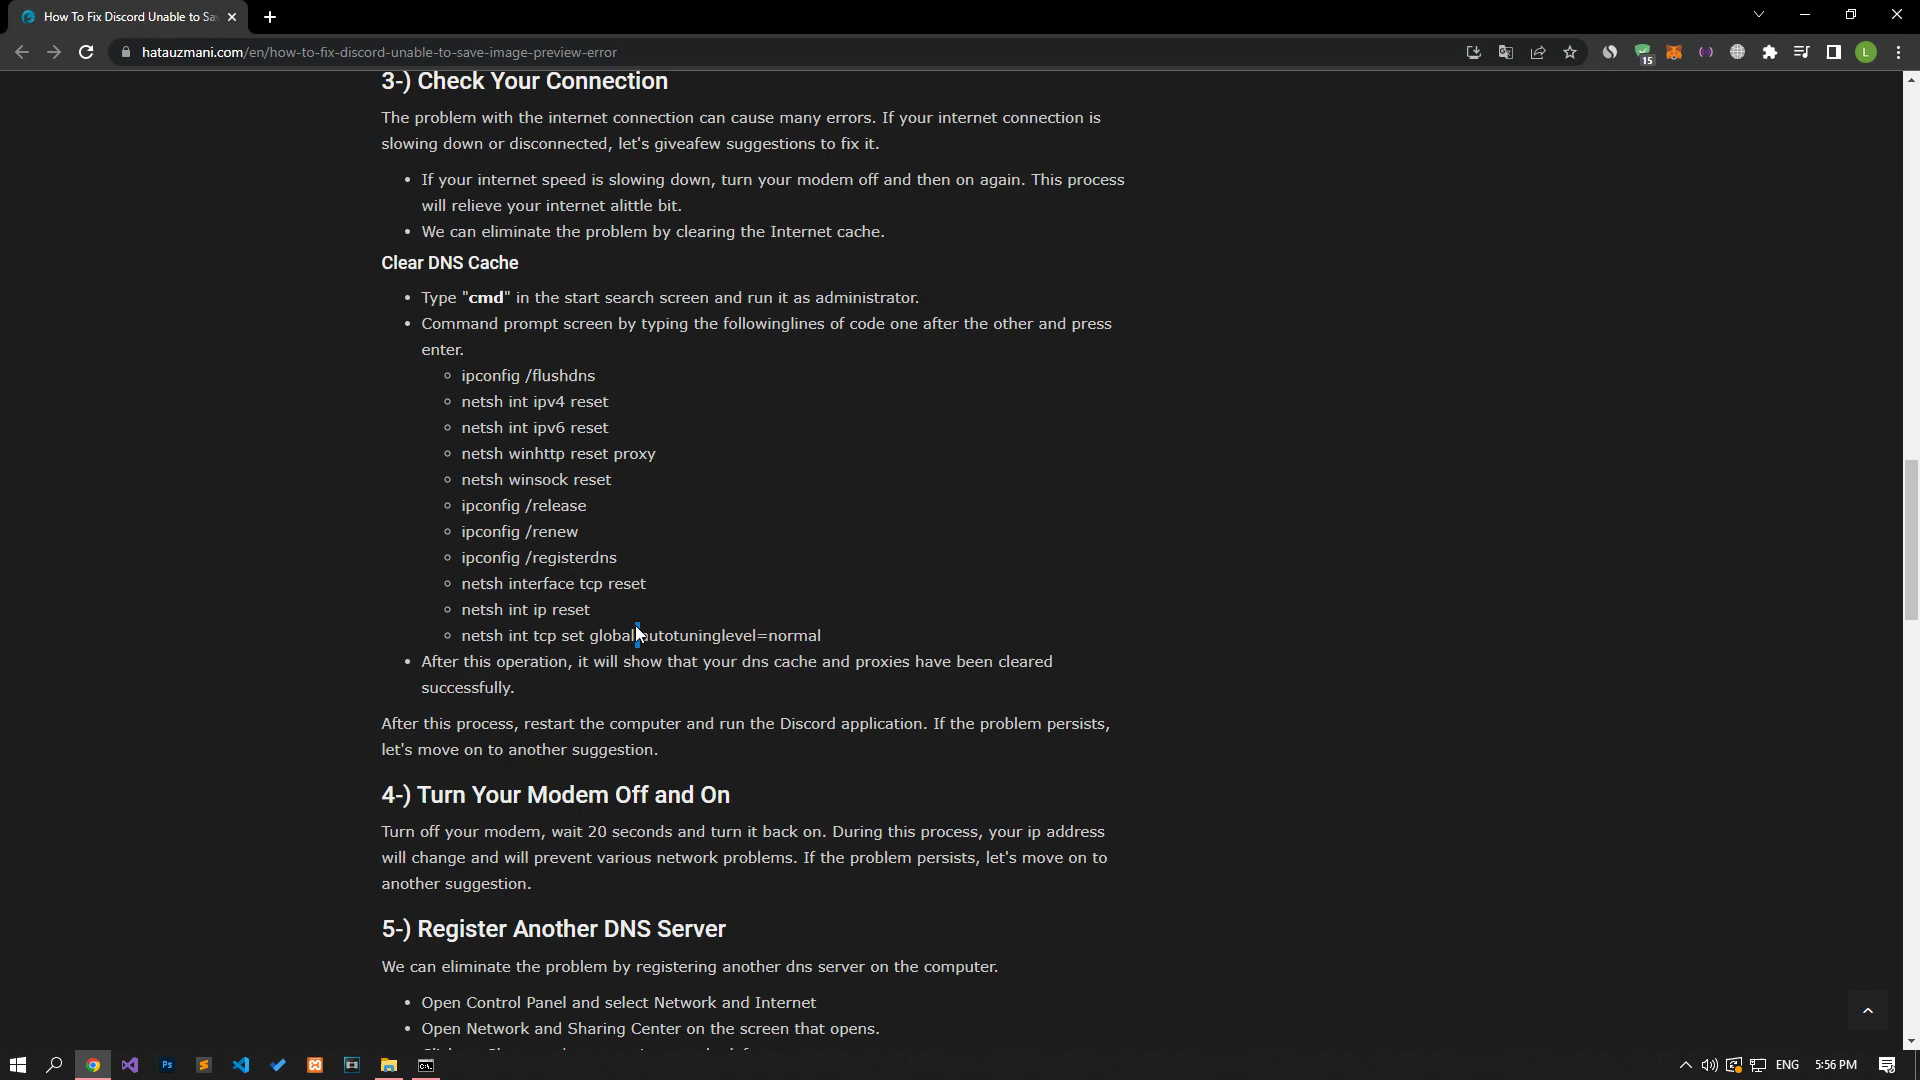 How To Fix Discord Unable to Sa
hatauzmani.com/en/how-to-fix-discord-unable-to-save-image-preview-error
15
L
3-) Check Your Connection
The problem with the internet connection can cause many errors. If your internet connection is
slowing down or disconnected, let's giveafew suggestions to fix it.
• If your internet speed is slowing down, turn your modem off and then on again. This process
will relieve your internet alittle bit.
• We can eliminate the problem by clearing the Internet cache.
Clear DNS Cache
• Type "cmd" in the start search screen and run it as administrator.
• Command prompt screen by typing the followinglines of code one after the other and press
enter.
◦ ipconfig /flushdns
◦ netsh int ipv4 reset
◦ netsh int ipv6 reset
◦ netsh winhttp reset proxy
◦ netsh winsock reset
◦ ipconfig /release
◦ ipconfig /renew
◦ ipconfig /registerdns
◦ netsh interface tcp reset
◦ netsh int ip reset
◦ netsh int tcp set global autotuninglevel=normal
• After this operation, it will show that your dns cache and proxies have been cleared
successfully.
After this process, restart the computer and run the Discord application. If the problem persists,
let's move on to another suggestion.
4-) Turn Your Modem Off and On
Turn off your modem, wait 20 seconds and turn it back on. During this process, your ip address
will change and will prevent various network problems. If the problem persists, let's move on to
another suggestion.
5-) Register Another DNS Server
We can eliminate the problem by registering another dns server on the computer.
• Open Control Panel and select Network and Internet
• Open Network and Sharing Center on the screen that opens.
Ps
ENG
5:56 PM